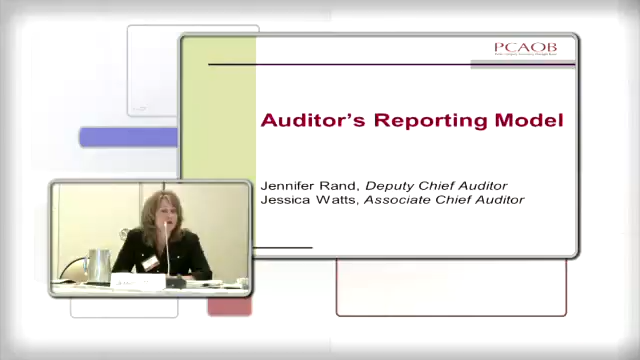 PCAOB
Auditor's Reporting Model
Jennifer Rand, Deputy Chief Auditor
Jessica Watts, Associate Chief Auditor